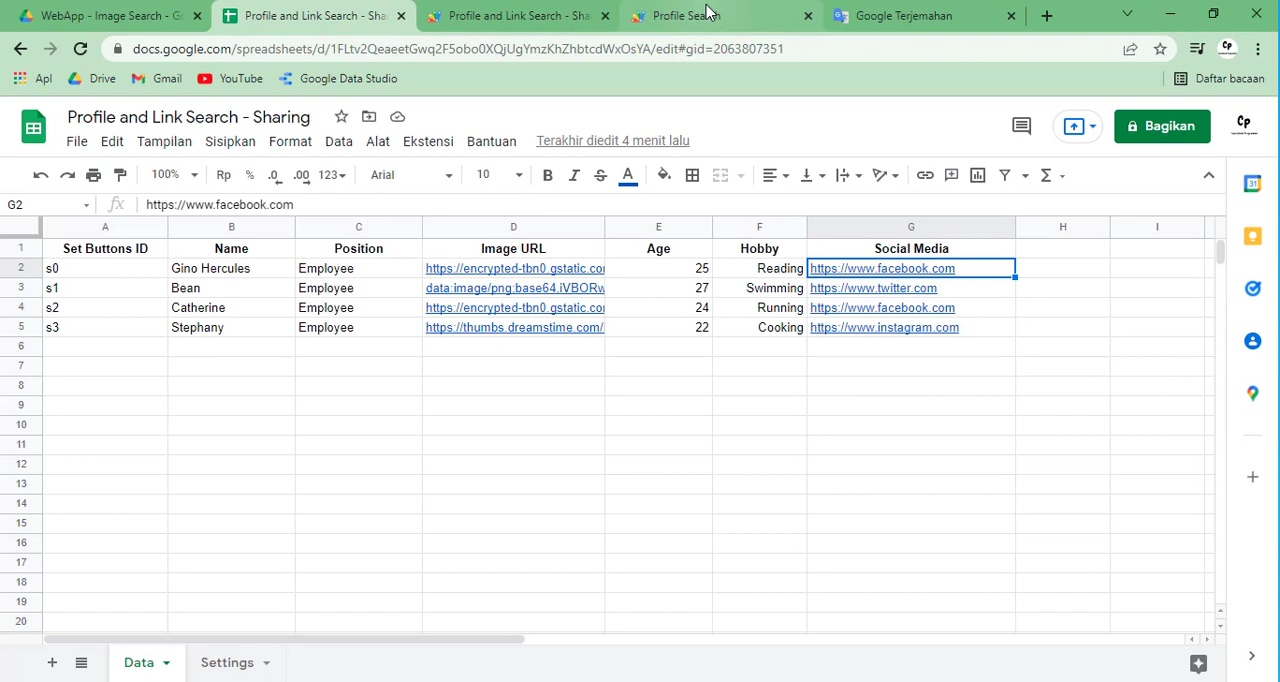 WebApp - Image Search - Go
Profile and Link Search - Sha
Profile and Link Search - Sha
Profile Search
Google Terjemahan
docs.google.com/spreadsheets/d/1FLtv2QeaeetGwq2F5obo0XQjUgYmzKhZhbtcdWxOsYA/edit#gid=2063807351
Apl
Drive
Gmail
YouTube
Google Data Studio
Daftar bacaan
Profile and Link Search - Sharing
File Edit Tampilan Sisipkan Format Data Alat Ekstensi Bantuan
Terakhir diedit 4 menit lalu
Bagikan
100% Rp % .0 .00 123 Arial 10 B I S A
G2 fx https://www.facebook.com
A B C D E F G H I
1 Set Buttons ID Name Position Image URL Age Hobby Social Media
2 s0 Gino Hercules Employee https://encrypted-tbn0.gstatic.co 25 Reading https://www.facebook.com
3 s1 Bean Employee data:image/png;base64,iVBORw 27 Swimming https://www.twitter.com
4 s2 Catherine Employee https://encrypted-tbn0.gstatic.co 24 Running https://www.facebook.com
5 s3 Stephany Employee https://thumbs.dreamstime.com/ 22 Cooking https://www.instagram.com
6
7
8
9
10
11
12
13
14
15
16
17
18
19
20
Data Settings